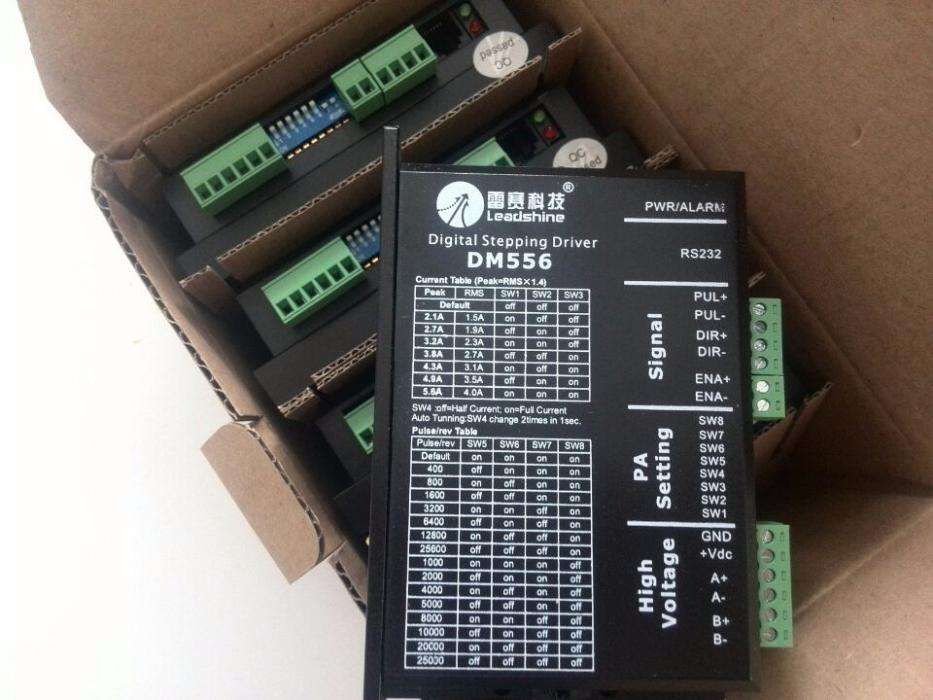 QC
passed
QC
passed
雷赛科技®
Leadshine
Digital Stepping Driver
DM556
Current Table (Peak=RMS×1.4)
Peak RMS SW1 SW2 SW3
Default off off off
2.1A 1.5A on off off
2.7A 1.9A off on off
3.2A 2.3A on on off
3.8A 2.7A off off on
4.3A 3.1A on off on
4.9A 3.5A off on on
5.6A 4.0A on on on
SW4 :off=Half Current; on=Full Current
Auto Tunning:SW4 change 2times in 1sec.
Pulse/rev Table
Pulse/rev SW5 SW6 SW7 SW8
Default on on on on
400 off on on on
800 on off on on
1600 off off on on
3200 on on off on
6400 off on off on
12800 on off off on
25600 off off off on
1000 on on on off
2000 off on on off
4000 on off on off
5000 off off on off
8000 on on off off
10000 off on off off
20000 on off off off
25000 off off off off
PWR/ALARM
RS232
Signal
PUL+
PUL-
DIR+
DIR-
ENA+
ENA-
PA
Setting
SW8
SW7
SW6
SW5
SW4
SW3
SW2
SW1
High
Voltage
GND
+Vdc
A+
A-
B+
B-